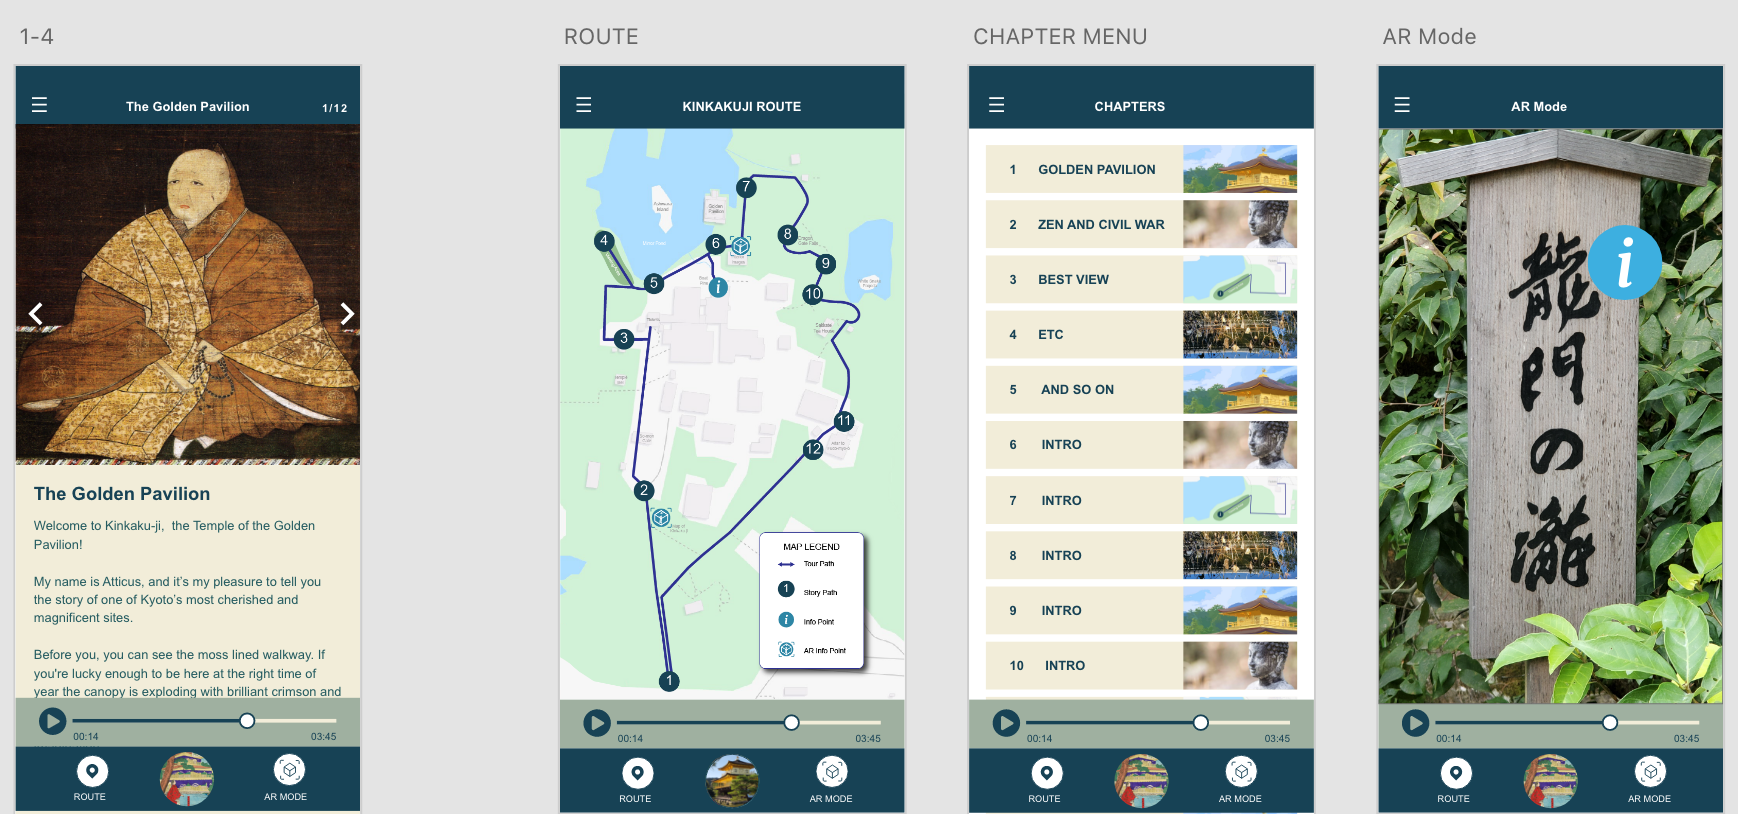 1-4
The Golden Pavilion
1/12
The Golden Pavilion
Welcome to Kinkaku-ji,  the Temple of the Golden
Pavilion!
My name is Atticus, and it's my pleasure to tell you
the story of one of Kyoto's most cherished and
magnificent sites.
Before you, you can see the moss lined walkway. If
you're lucky enough to be here at the right time of
year the canopy is exploding with brilliant crimson and
00:14
03:45
ROUTE
AR MODE
ROUTE
KINKAKUJI ROUTE
7
Golden
Pavilion
4
6
8
9
5
i
10
3
11
12
2
1
MAP LEGEND
Tour Path
1
Story Path
i
Info Point
AR Info Point
00:14
03:45
ROUTE
AR MODE
CHAPTER MENU
CHAPTERS
1 GOLDEN PAVILION
2 ZEN AND CIVIL WAR
3 BEST VIEW
4 ETC
5 AND SO ON
6 INTRO
7 INTRO
8 INTRO
9 INTRO
10 INTRO
00:14
03:45
ROUTE
AR MODE
AR Mode
AR Mode
龍門の瀧
i
00:14
03:45
ROUTE
AR MODE